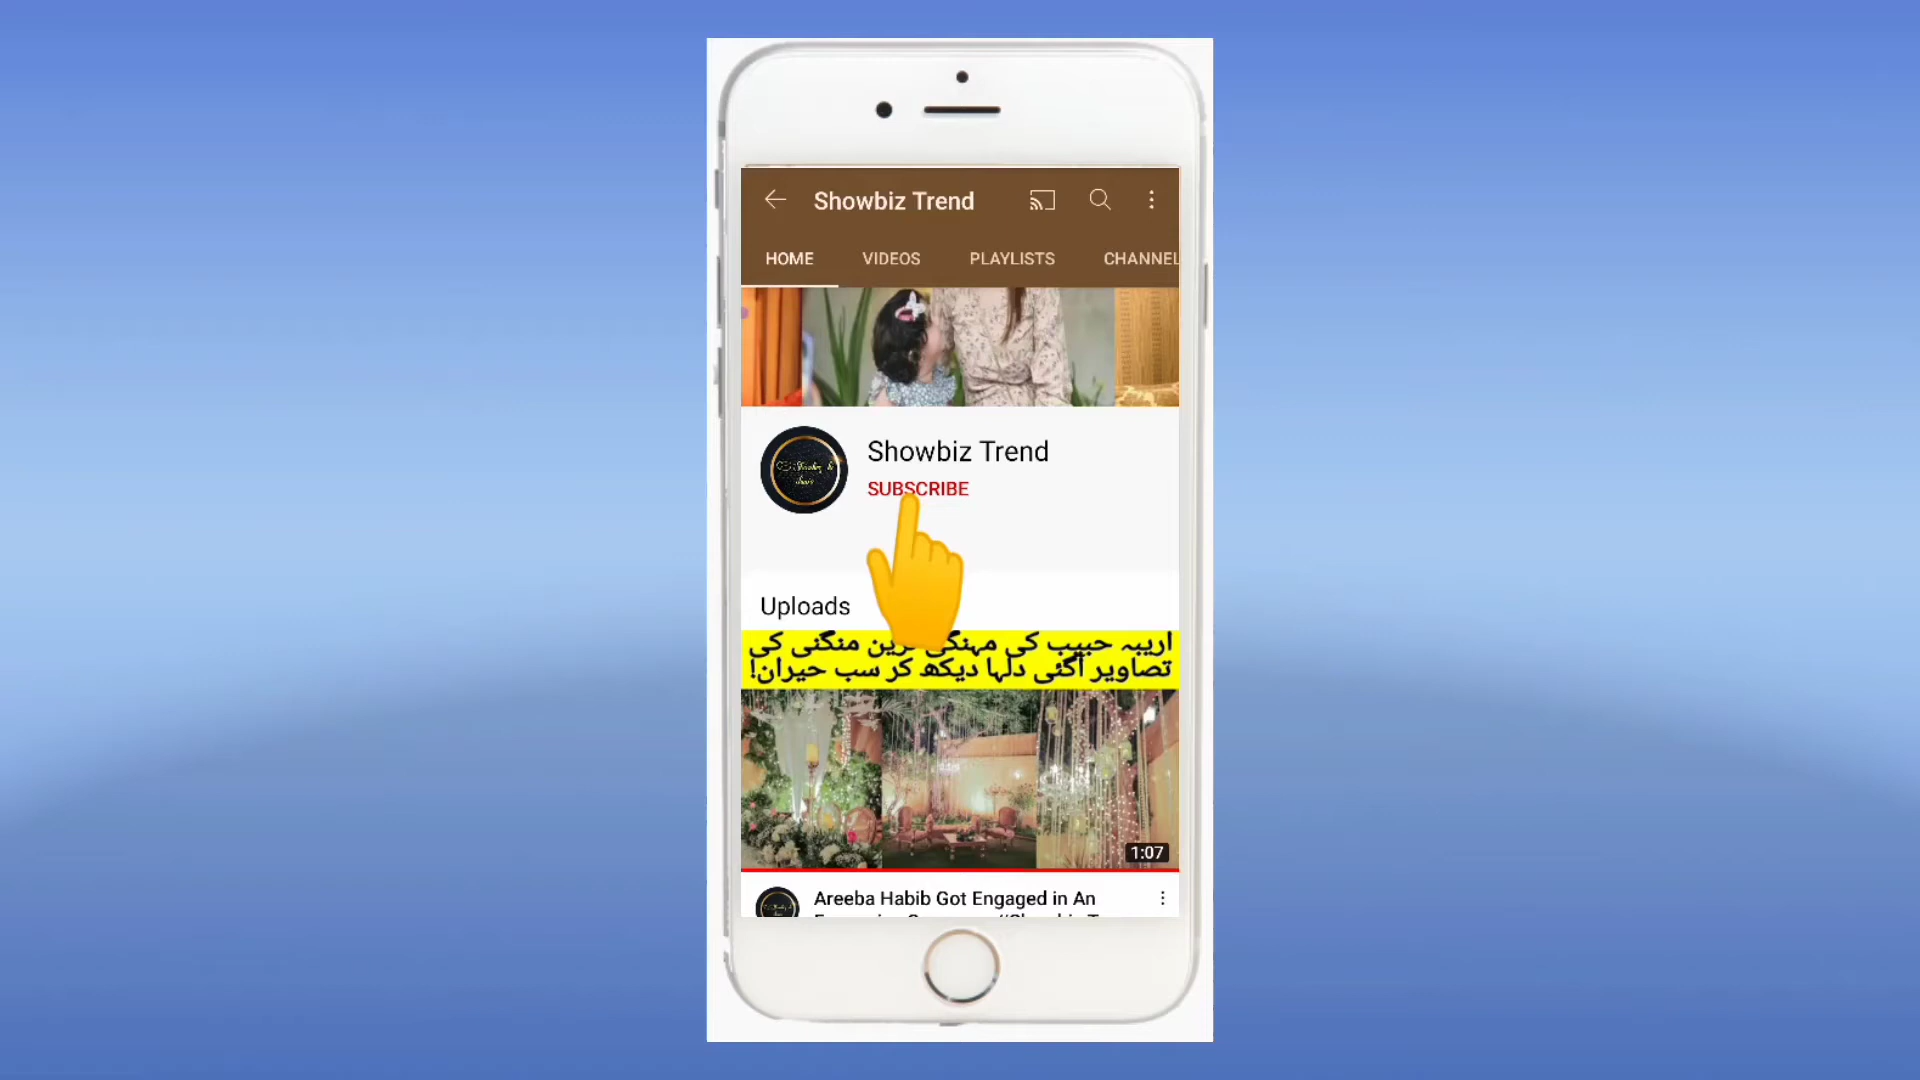 Showbiz Trend
HOME VIDEOS PLAYLISTS CHANNEL
Showbiz Trend
SUBSCRIBE
Uploads
اریبہ حبیب کی مہنگی ترین منگنی کی
تصاویر آگئی دلہا دیکھ کر سب حیران!
1:07
Areeba Habib Got Engaged in An